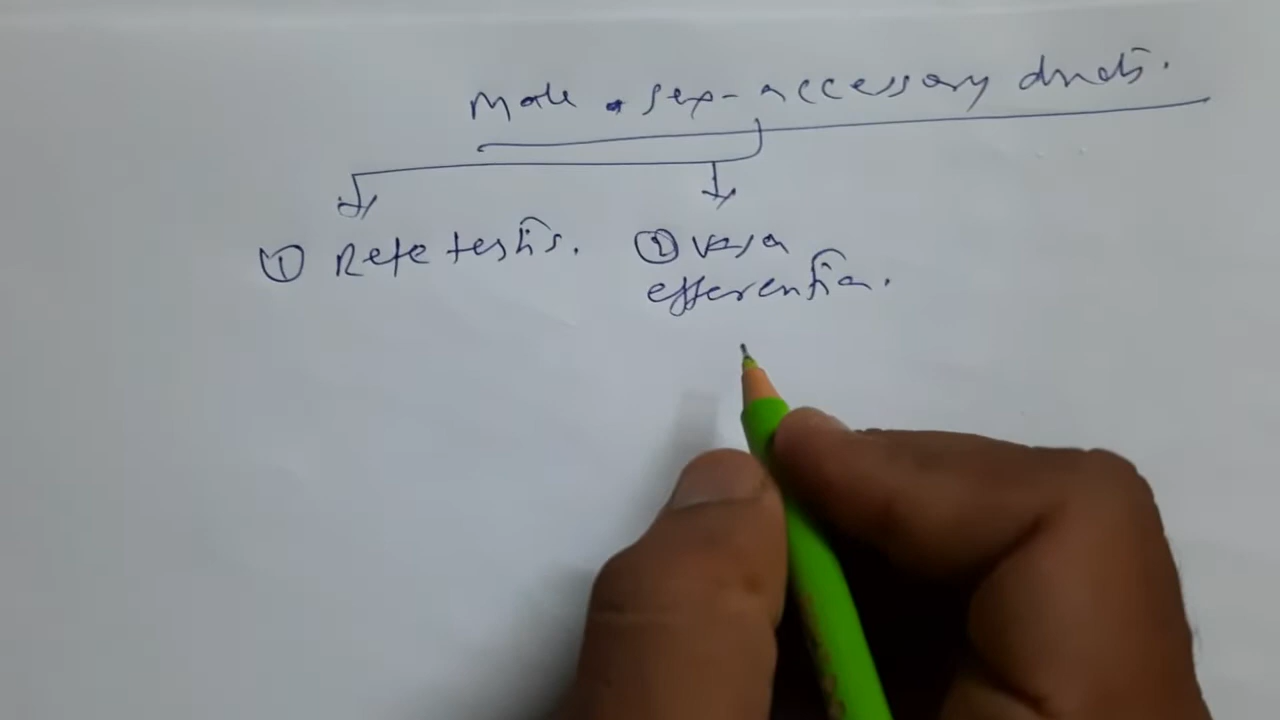 Male sex-accessory ducts.
① Rete testis.
② vasa
efferentia.